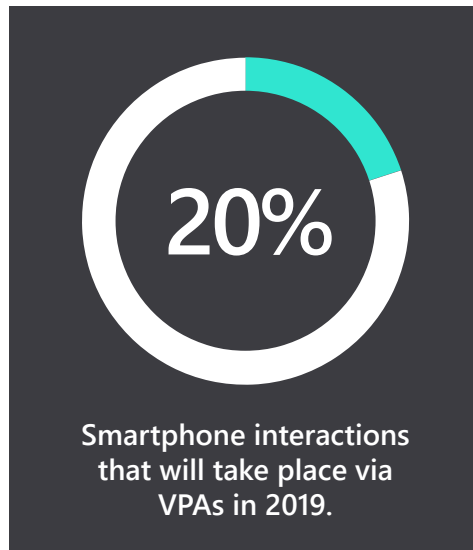 20%
Smartphone interactions
that will take place via
VPAs in 2019.